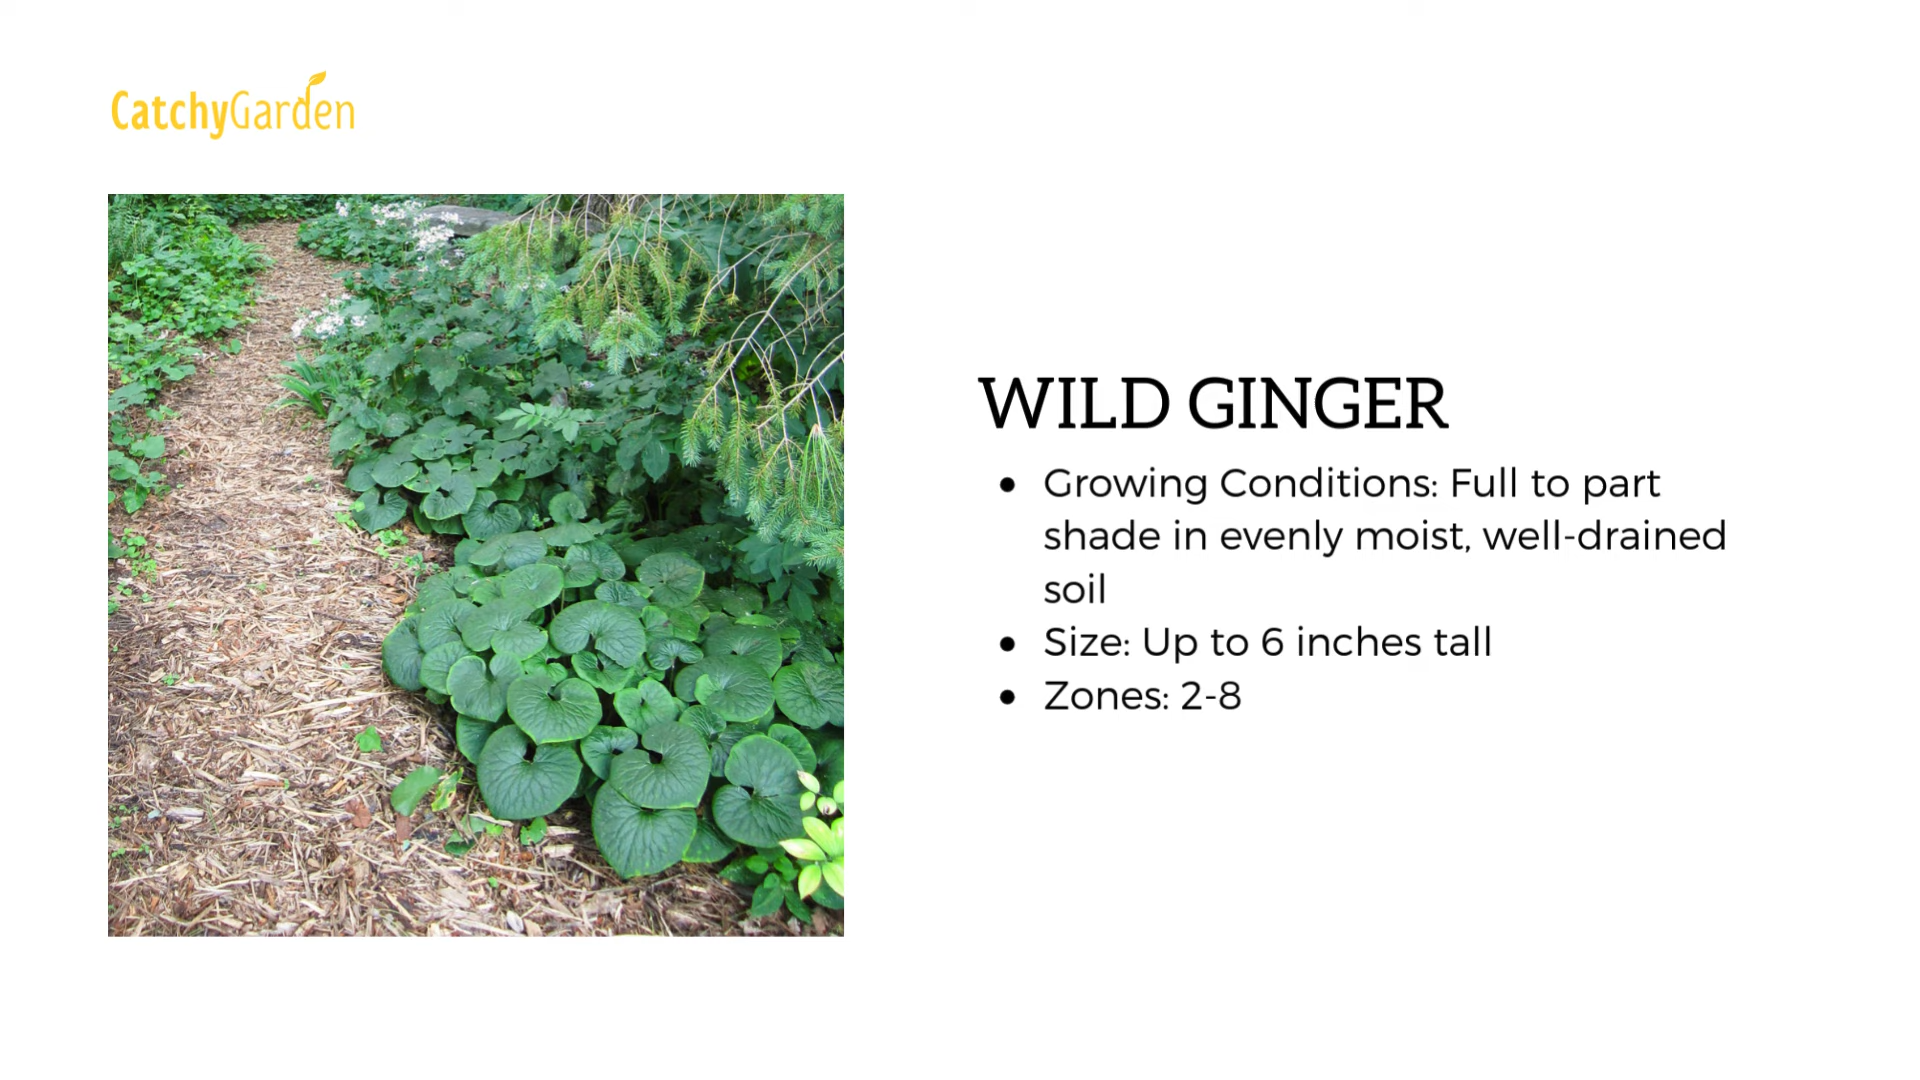 CatchyGarden
WILD GINGER
• Growing Conditions: Full to part
shade in evenly moist, well-drained
soil
• Size: Up to 6 inches tall
• Zones: 2-8